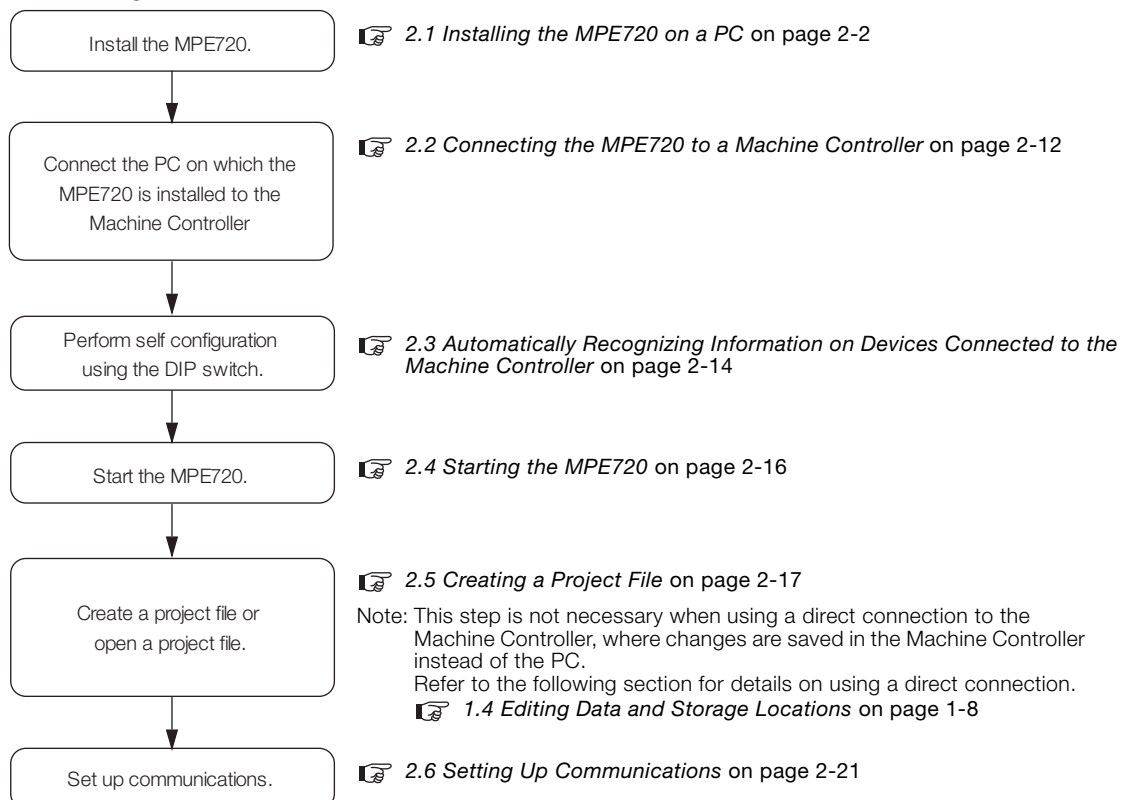 Install the MPE720.
2.1 Installing the MPE720 on a PC on page 2-2
Connect the PC on which the
MPE720 is installed to the
Machine Controller
2.2 Connecting the MPE720 to a Machine Controller on page 2-12
Perform self configuration
using the DIP switch.
2.3 Automatically Recognizing Information on Devices Connected to the
Machine Controller on page 2-14
Start the MPE720.
2.4 Starting the MPE720 on page 2-16
Create a project file or
open a project file.
2.5 Creating a Project File on page 2-17
Note: This step is not necessary when using a direct connection to the
Machine Controller, where changes are saved in the Machine Controller
instead of the PC.
Refer to the following section for details on using a direct connection.
1.4 Editing Data and Storage Locations on page 1-8
Set up communications.
2.6 Setting Up Communications on page 2-21